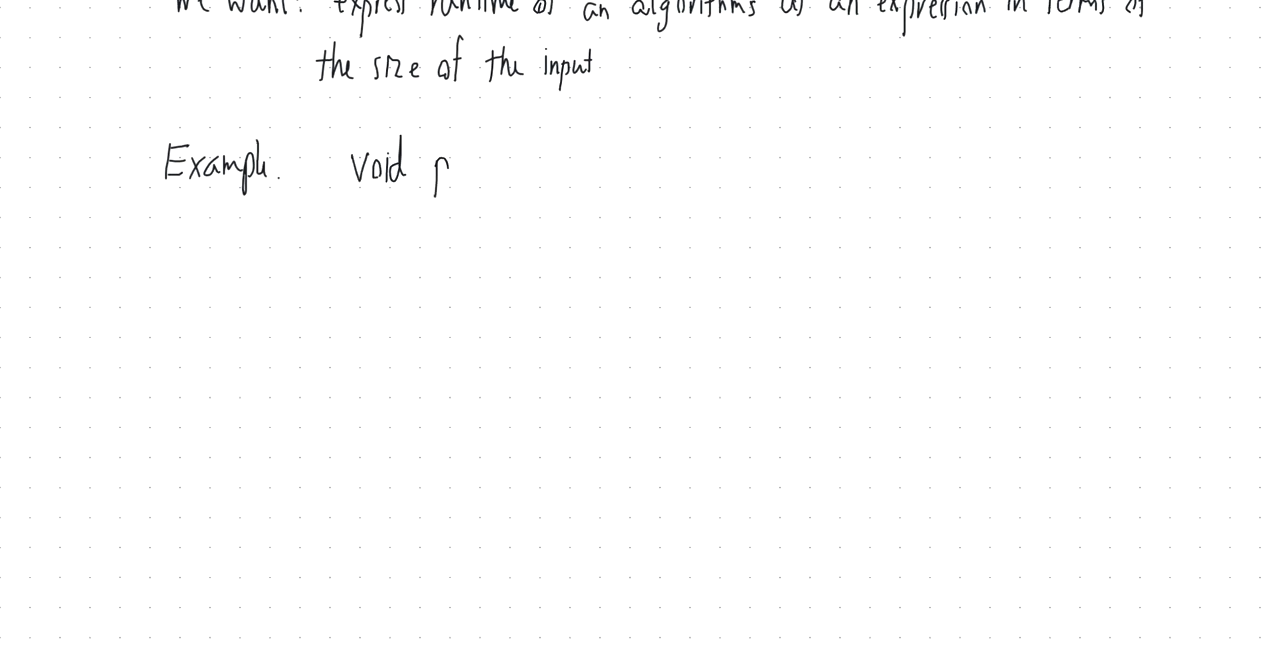 We want: express runtime of an algorithms as an expression in terms of
the size of the input
Example. void p